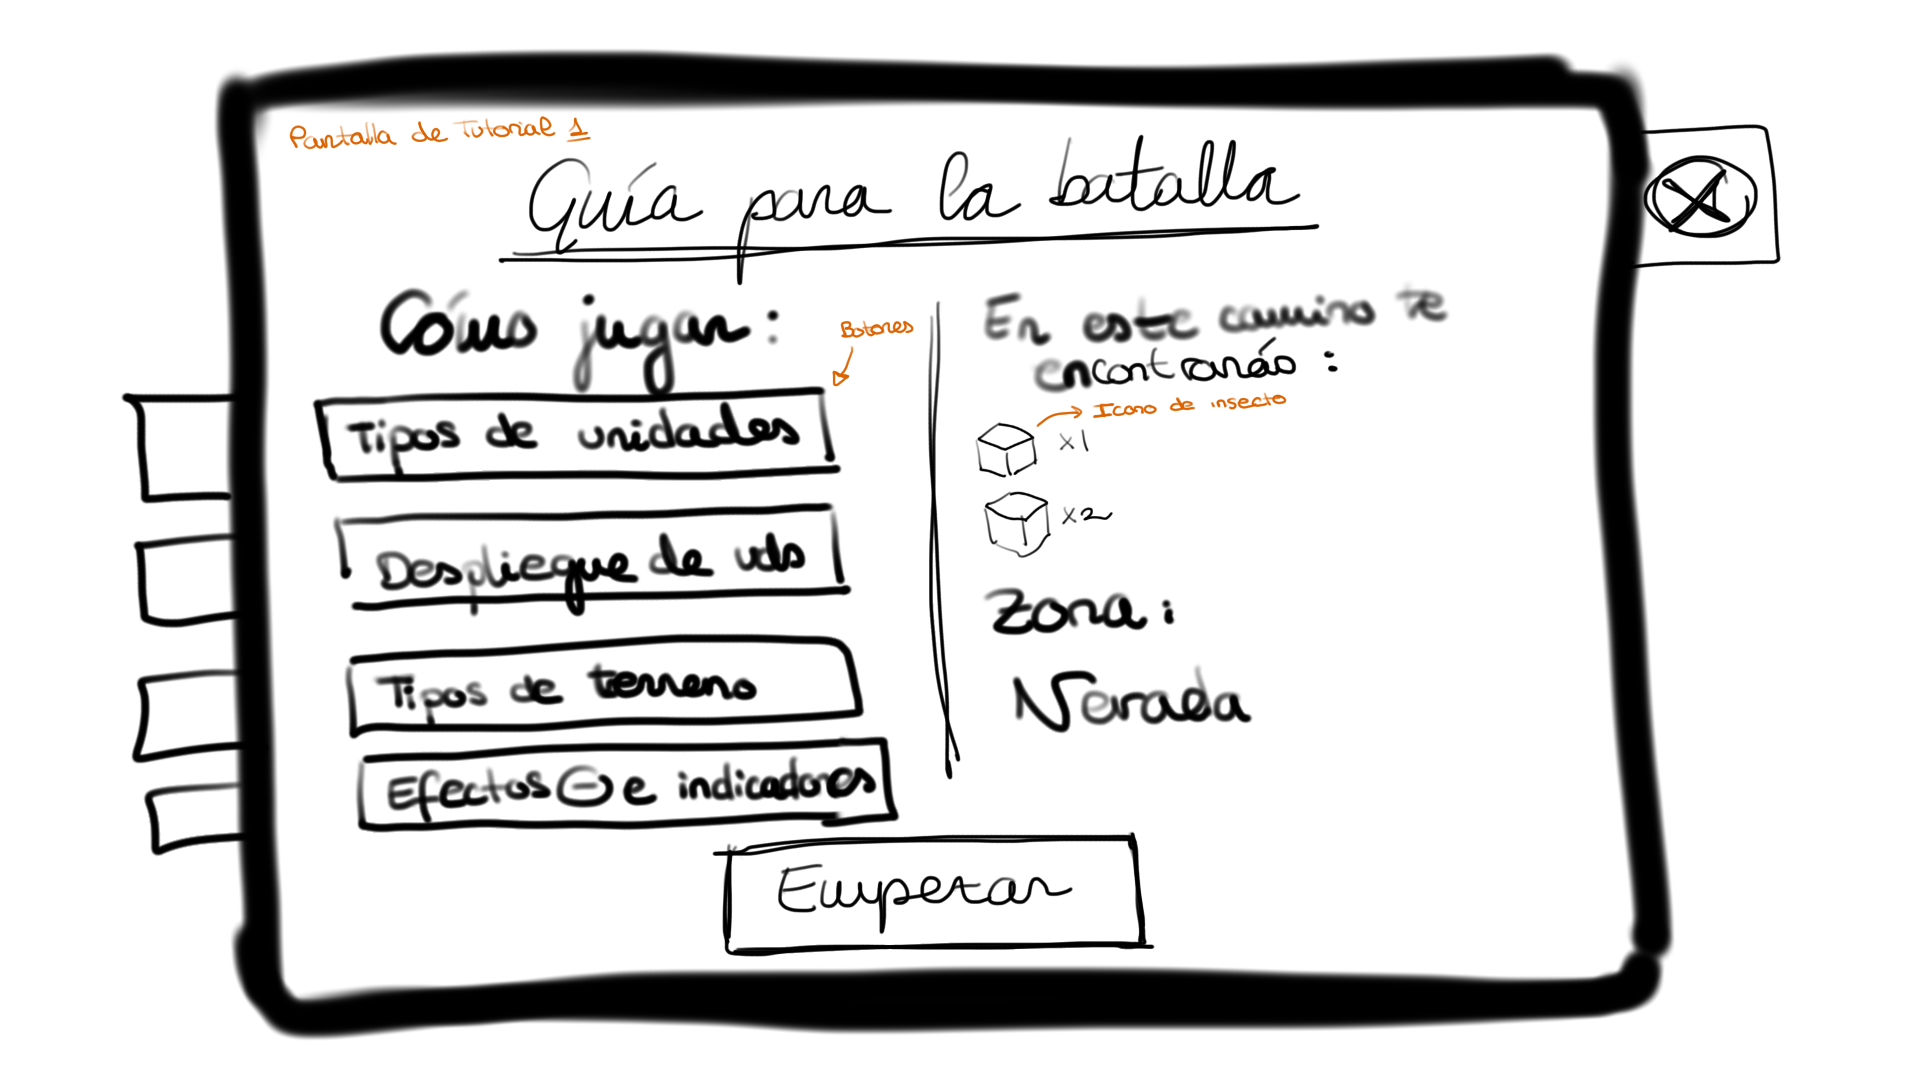 Pantalla de Tutorial 1
Guía para la batalla
Cómo jugar:
Botones
Tipos de unidades
Despliegue de uds
Tipos de terreno
Efectos e indicadores
En este camino te
encontrarás:
Icono de insecto
x1
x2
Zona:
Nevada
Empezar